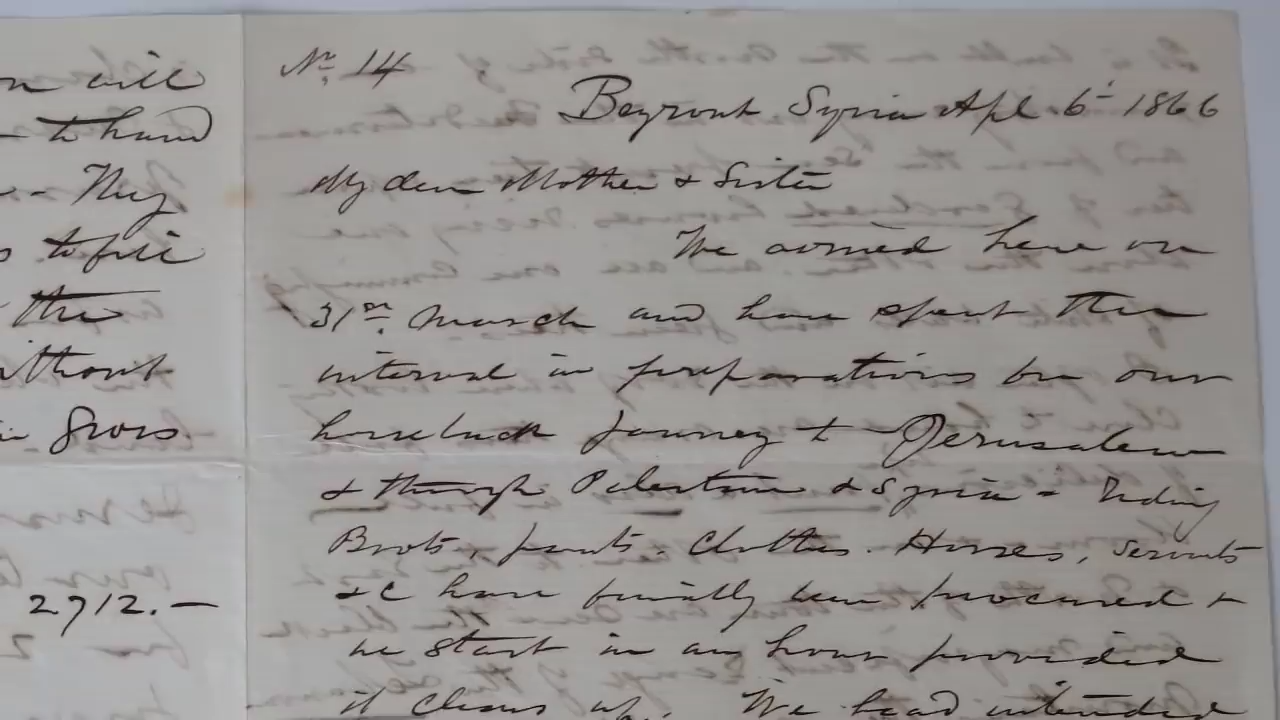 on will
- to hand
- They
s to fill
the
without
in Grois.
2712.—
No. 14
Beyrout Syria Apl. 6th 1866
My dear Mother & Sister
We arrived here on
31st. March and have spent the
interval in preparations for our
horseback journey to Jerusalem
& through Palestine & Syria - Riding
Boots, pants, Clothes. Horses, Servants
&c have finally been procured &
we start in an hour provided
it clears up. We had intended